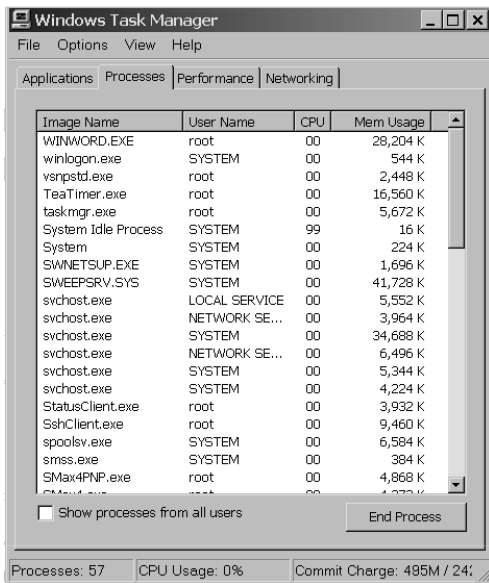 Windows Task Manager
File Options View Help
Applications Processes Performance Networking
Image Name User Name CPU Mem Usage
WINWORD.EXE root 00 28,204 K
winlogon.exe SYSTEM 00 544 K
vsnpstd.exe root 00 2,448 K
TeaTimer.exe root 00 16,560 K
taskmgr.exe root 00 5,672 K
System Idle Process SYSTEM 99 16 K
System SYSTEM 00 224 K
SWNETSUP.EXE SYSTEM 00 1,696 K
SWEEPSRV.SYS SYSTEM 00 41,728 K
svchost.exe LOCAL SERVICE 00 5,552 K
svchost.exe NETWORK SE... 00 3,964 K
svchost.exe SYSTEM 00 34,688 K
svchost.exe NETWORK SE... 00 6,496 K
svchost.exe SYSTEM 00 5,344 K
svchost.exe SYSTEM 00 4,224 K
StatusClient.exe root 00 3,932 K
SshClient.exe root 00 9,460 K
spoolsv.exe SYSTEM 00 6,584 K
smss.exe SYSTEM 00 384 K
SMax4PNP.exe root 00 4,868 K
Show processes from all users End Process
Processes: 57 CPU Usage: 0% Commit Charge: 495M / 242